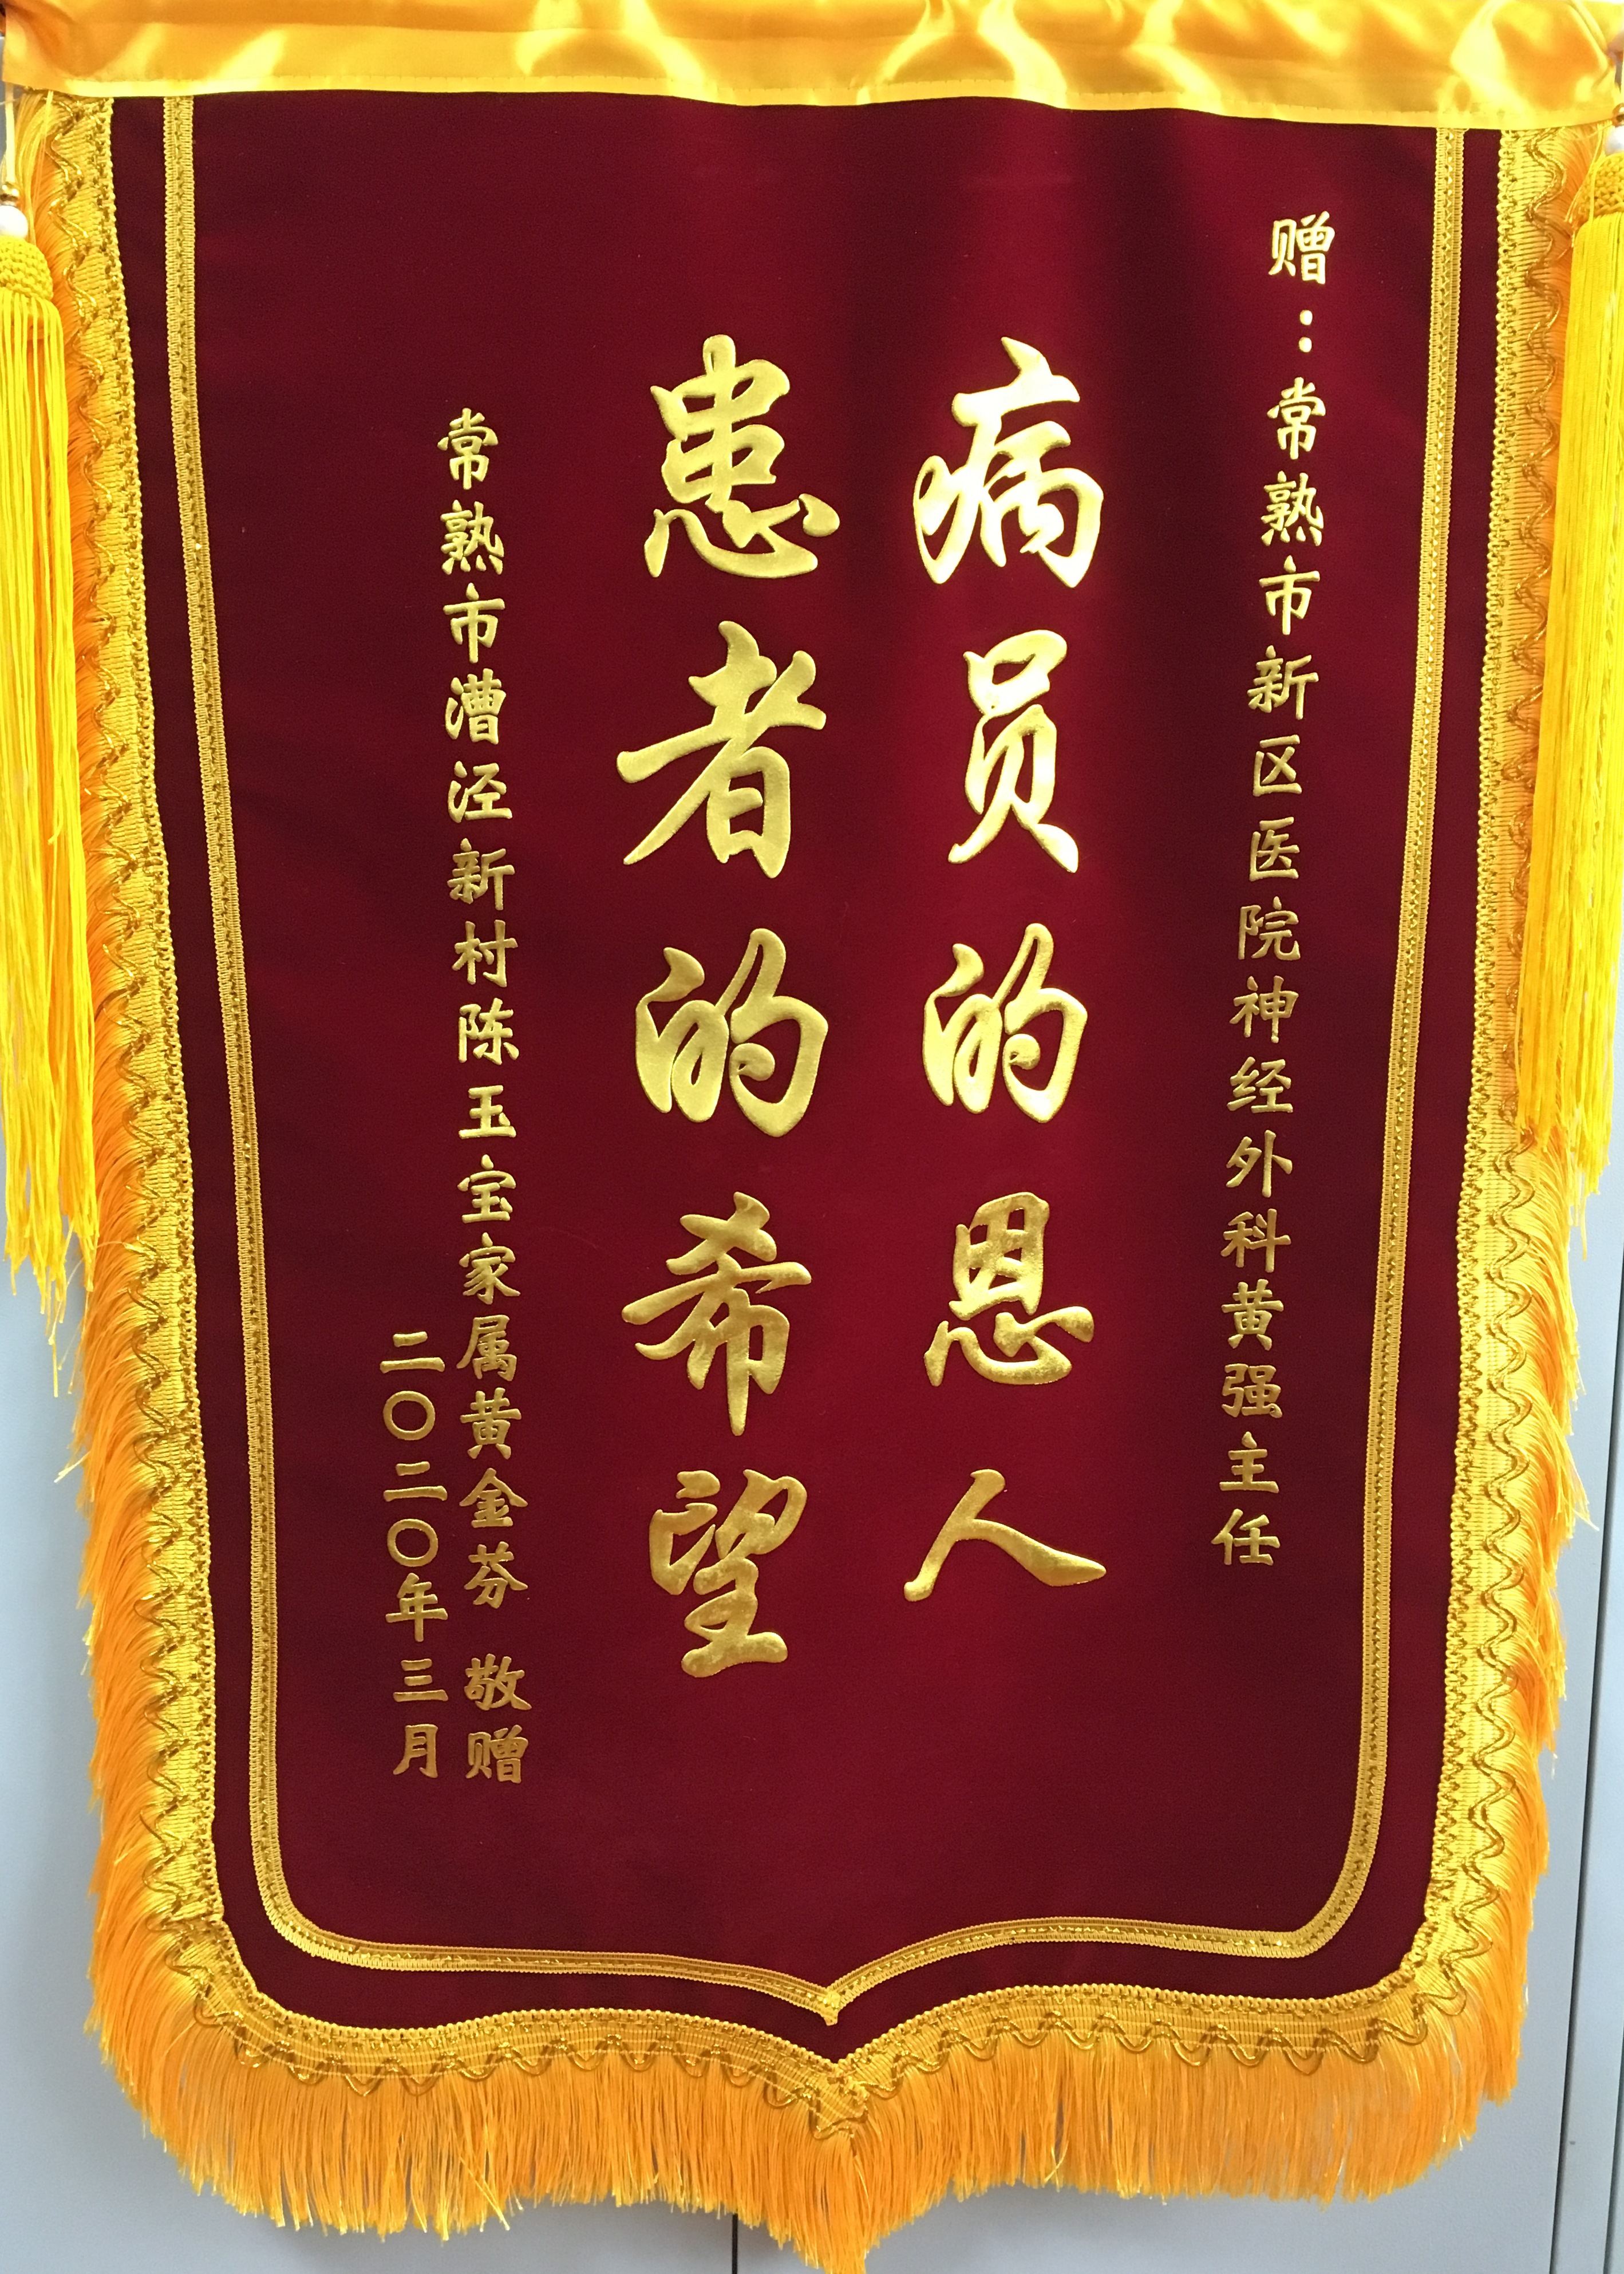 赠：常熟市新区医院神经外科黄强主任
病员的恩人
患者的希望
常熟市漕泾新村陈玉宝家属黄金芬 敬赠
二〇二〇年三月